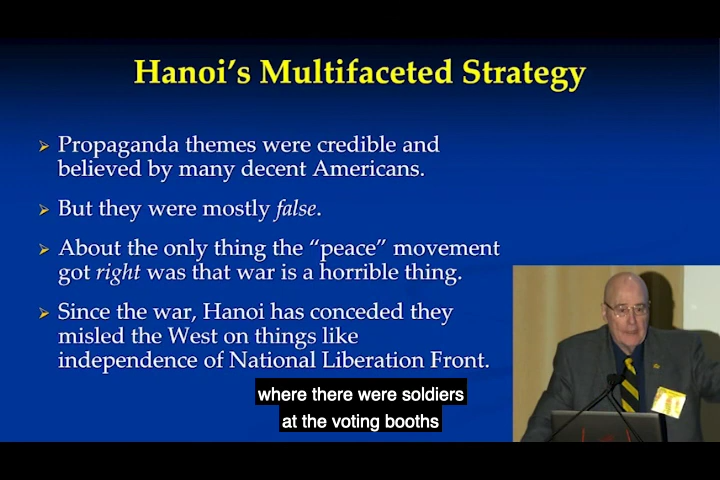 Hanoi's Multifaceted Strategy
Propaganda themes were credible and
believed by many decent Americans.
But they were mostly false.
About the only thing the “peace” movement
got right was that war is a horrible thing.
Since the war, Hanoi has conceded they
misled the West on things like
independence of National Liberation Front.
where there were soldiers
at the voting booths